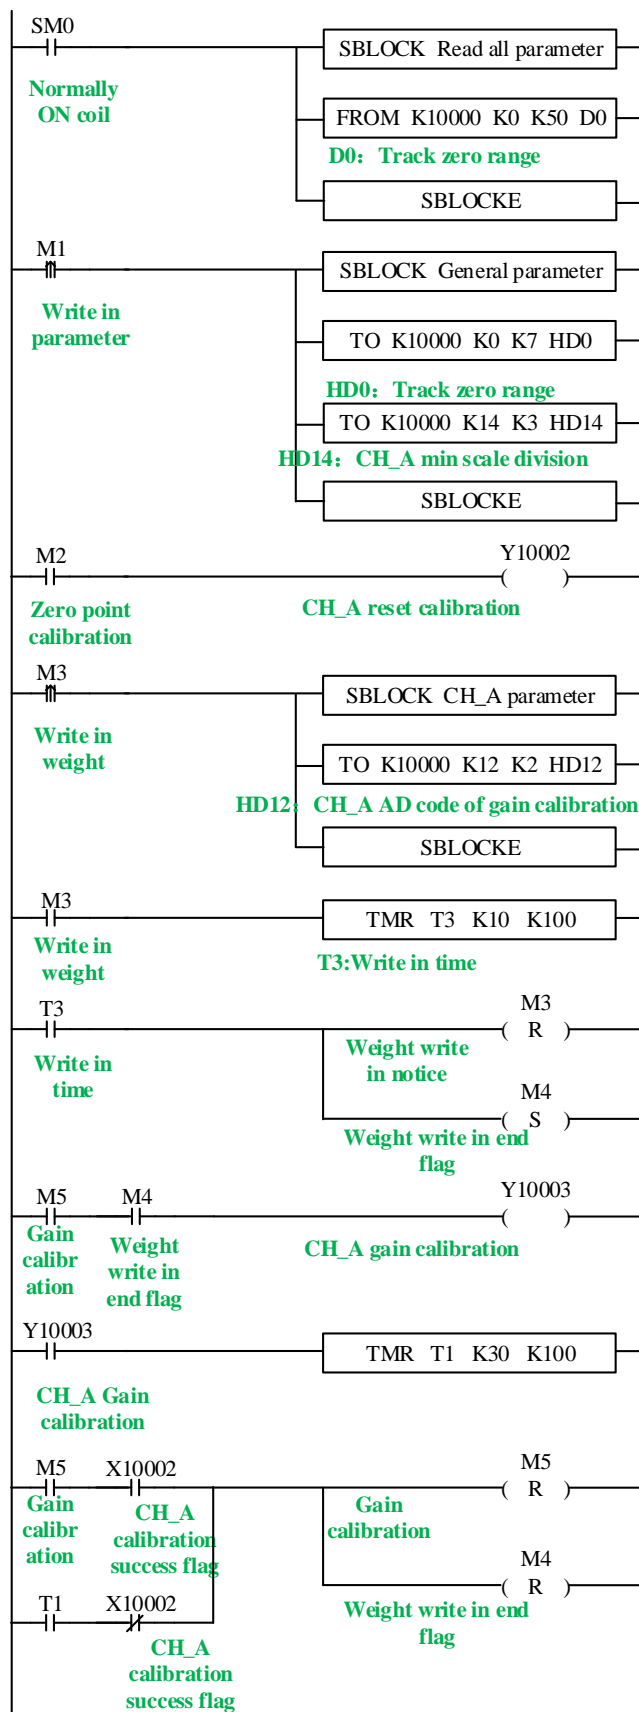 SM0
SBLOCK Read all parameter
Normally
ON coil
FROM K10000 K0 K50 D0
D0：Track zero range
SBLOCKE
M1
SBLOCK General parameter
Write in
parameter
TO K10000 K0 K7 HD0
HD0：Track zero range
TO K10000 K14 K3 HD14
HD14：CH_A min scale division
SBLOCKE
M2
Y10002
( )
Zero point
calibration
CH_A reset calibration
M3
SBLOCK CH_A parameter
Write in
weight
TO K10000 K12 K2 HD12
HD12：CH_A AD code of gain calibration
SBLOCKE
M3
TMR T3 K10 K100
Write in
weight
T3:Write in time
T3
M3
( R )
Write in
time
Weight write
in notice
M4
( S )
Weight write in end
flag
M5
M4
Y10003
( )
Gain
calibr
ation
Weight
write in
end flag
CH_A gain calibration
Y10003
TMR T1 K30 K100
CH_A Gain
calibration
M5
X10002
M5
( R )
Gain
calibr
ation
CH_A
calibration
success flag
Gain
calibration
M4
( R )
T1
X10002
Weight write in end
flag
CH_A
calibration
success flag